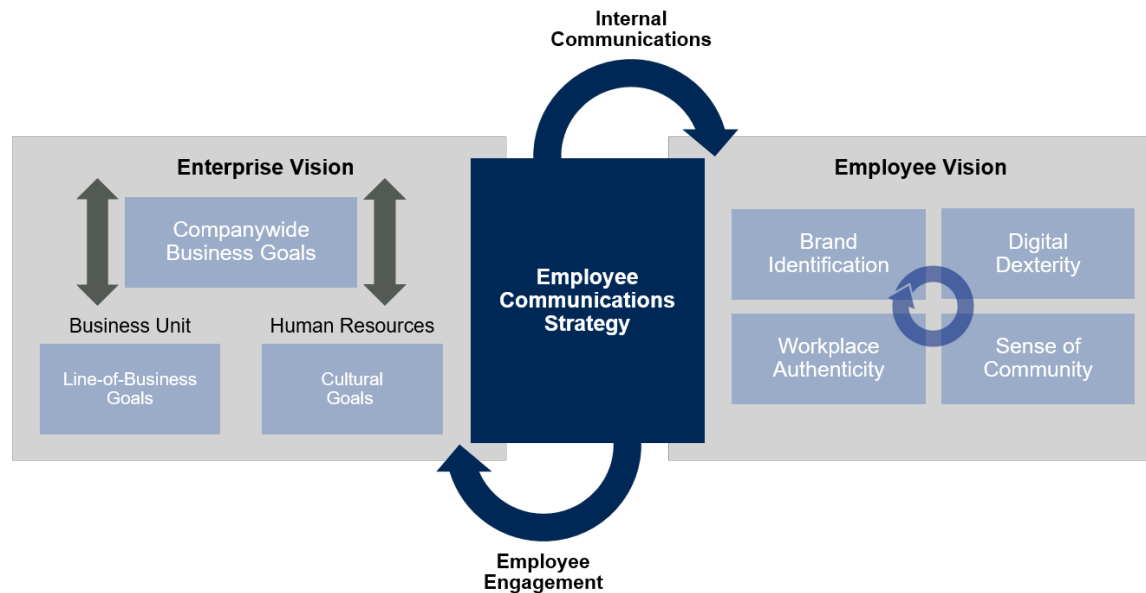 Internal
Communications
Enterprise Vision
Companywide
Business Goals
Business Unit
Human Resources
Line-of-Business
Goals
Cultural
Goals
Employee
Communications
Strategy
Employee Vision
Brand
Identification
Digital
Dexterity
Workplace
Authenticity
Sense of
Community
Employee
Engagement